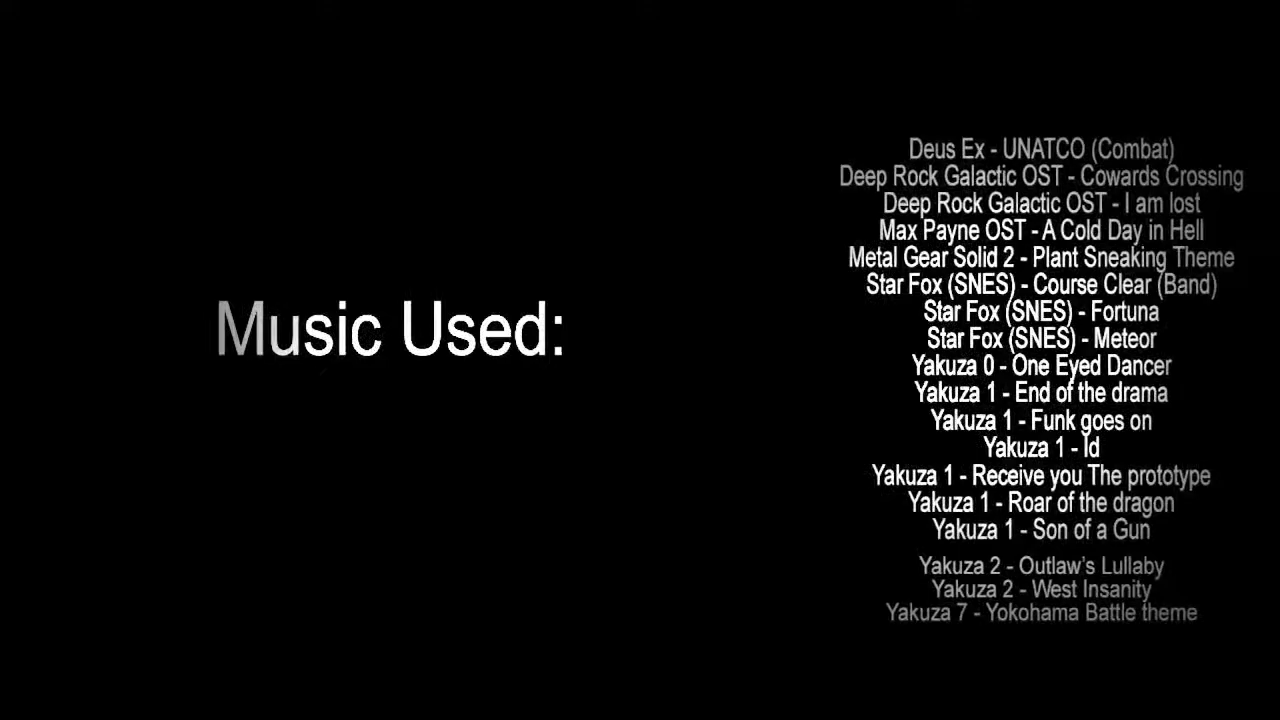 Music Used:
Deus Ex - UNATCO (Combat)
Deep Rock Galactic OST - Cowards Crossing
Deep Rock Galactic OST - I am lost
Max Payne OST - A Cold Day in Hell
Metal Gear Solid 2 - Plant Sneaking Theme
Star Fox (SNES) - Course Clear (Band)
Star Fox (SNES) - Fortuna
Star Fox (SNES) - Meteor
Yakuza 0 - One Eyed Dancer
Yakuza 1 - End of the drama
Yakuza 1 - Funk goes on
Yakuza 1 - Id
Yakuza 1 - Receive you The prototype
Yakuza 1 - Roar of the dragon
Yakuza 1 - Son of a Gun
Yakuza 2 - Outlaw's Lullaby
Yakuza 2 - West Insanity
Yakuza 7 - Yokohama Battle theme